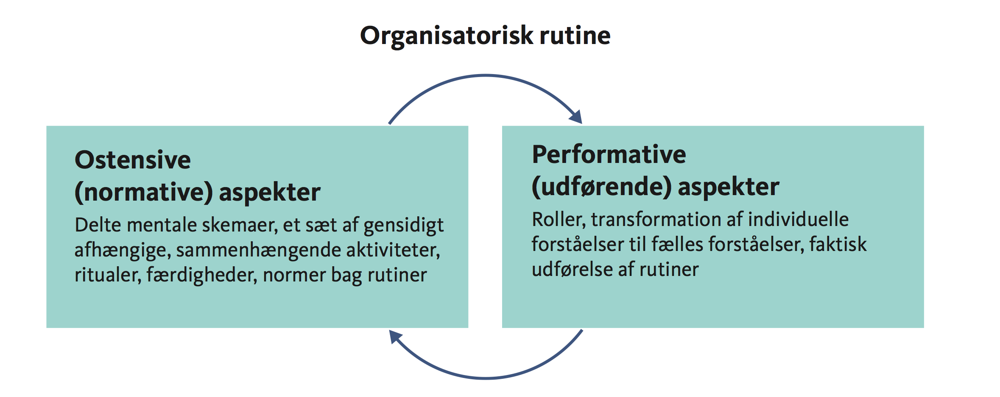 Organisatorisk rutine
Ostensive
(normative) aspekter
Delte mentale skemaer, et sæt af gensidigt
afhængige, sammenhængende aktiviteter,
ritualer, færdigheder, normer bag rutiner
Performative
(udførende) aspekter
Roller, transformation af individuelle
forståelser til fælles forståelser, faktisk
udførelse af rutiner